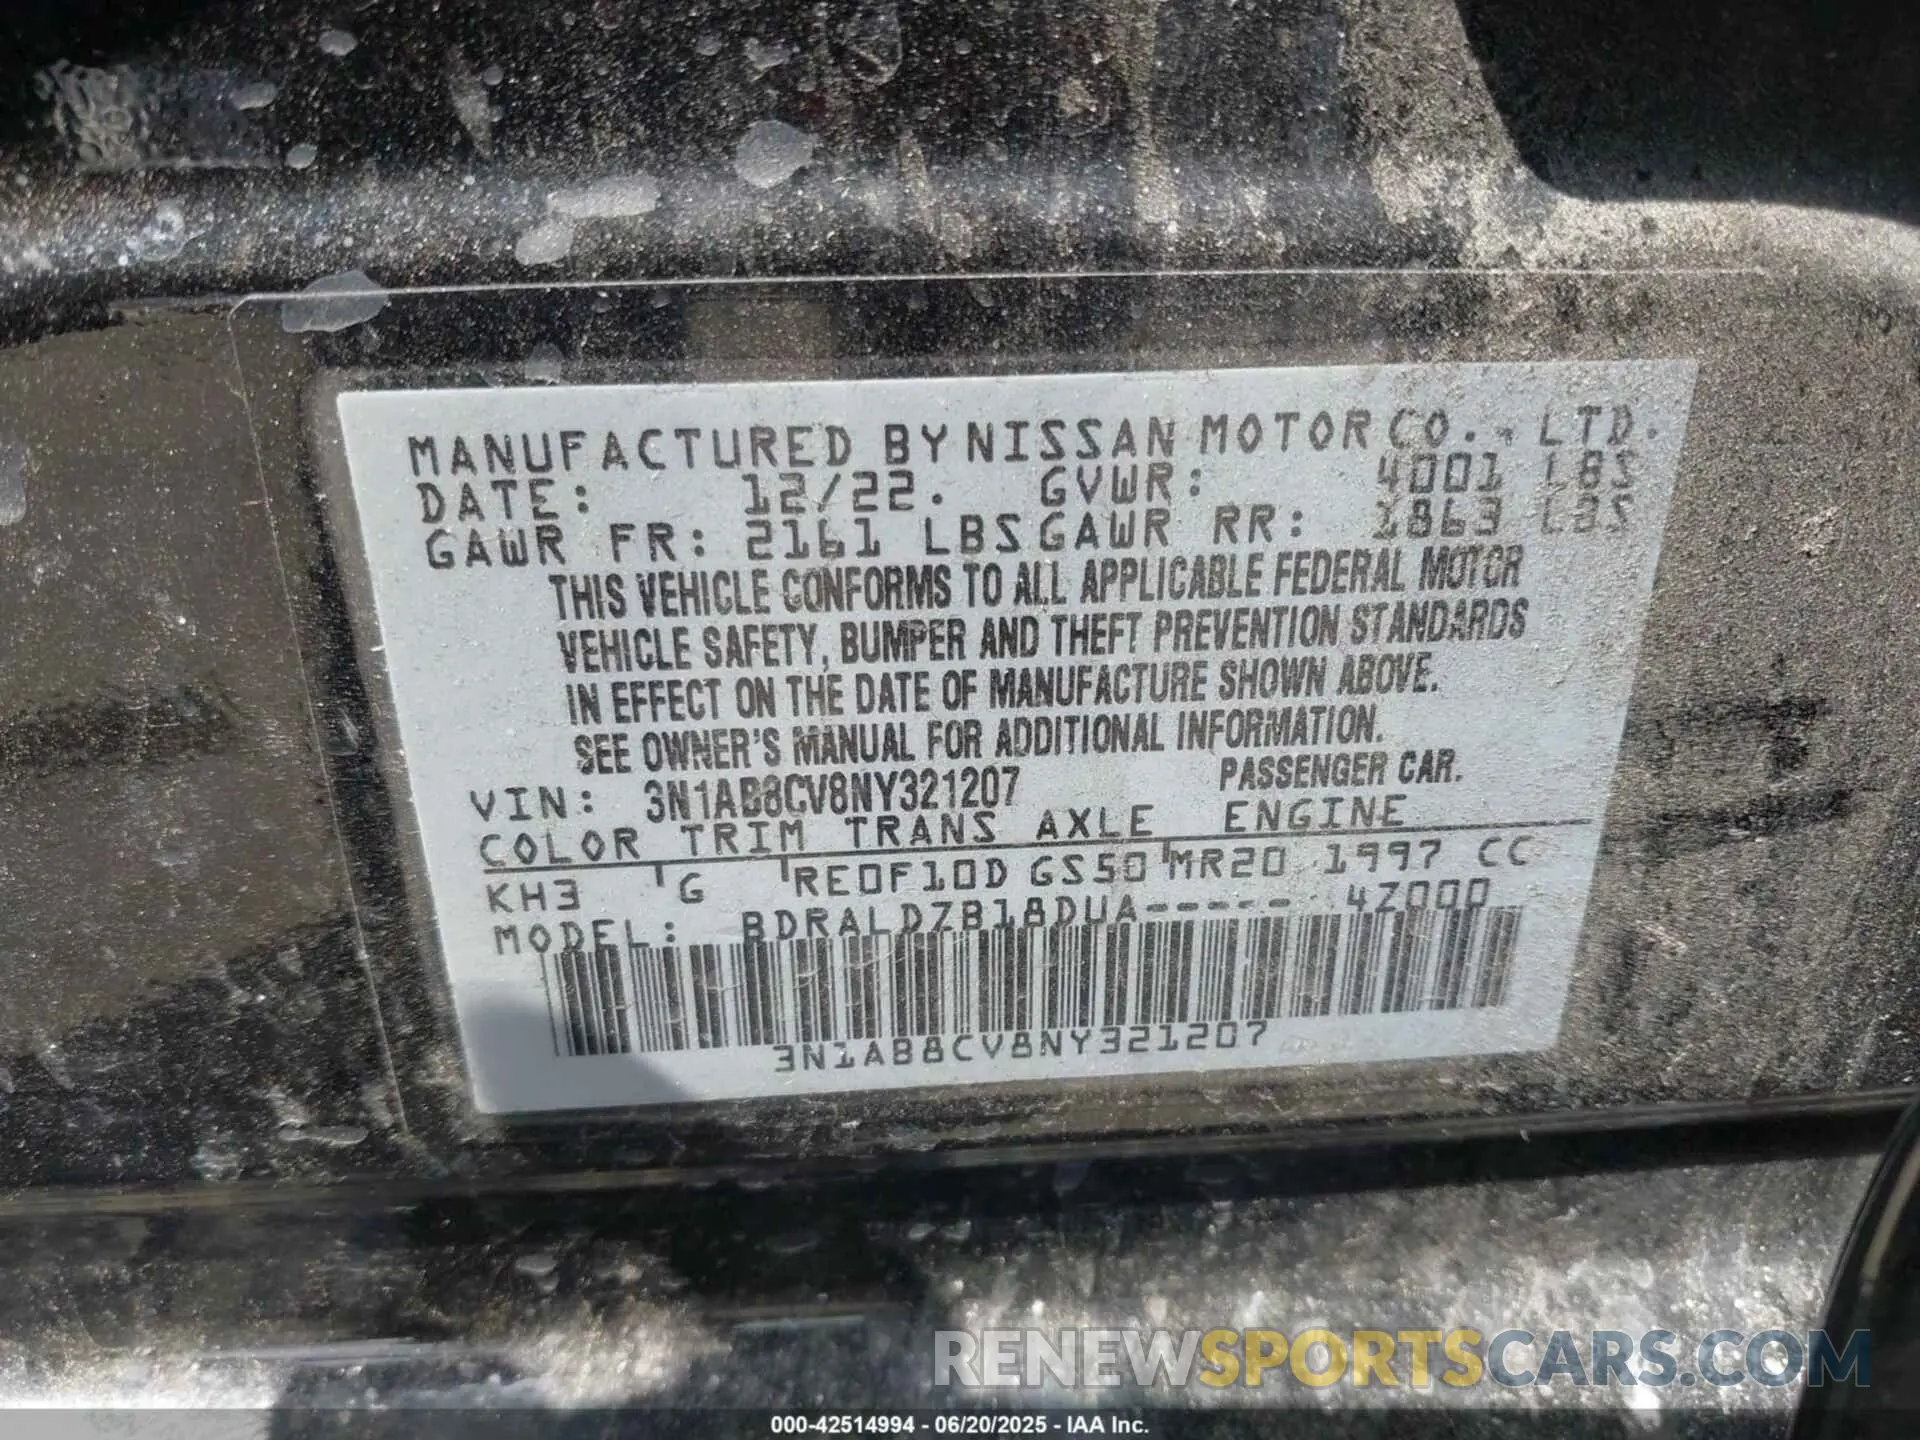 MANUFACTURED BY NISSAN MOTOR CO., LTD.
DATE: 12/22. GVWR: 4001 LBS
GAWR FR: 2161 LBS GAWR RR: 1863 LBS
THIS VEHICLE CONFORMS TO ALL APPLICABLE FEDERAL MOTOR
VEHICLE SAFETY, BUMPER AND THEFT PREVENTION STANDARDS
IN EFFECT ON THE DATE OF MANUFACTURE SHOWN ABOVE.
SEE OWNER'S MANUAL FOR ADDITIONAL INFORMATION.
VIN: 3N1AB8CV8NY321207 PASSENGER CAR.
COLOR TRIM TRANS AXLE ENGINE
KH3 G RE0F10D GS50 MR20 1997 CC
MODEL: BDRALDZB18DUA----- 4Z000
3N1AB8CV8NY321207
RENEWSPORTSCARS.COM
000-42514994 - 06/20/2025 - IAA Inc.